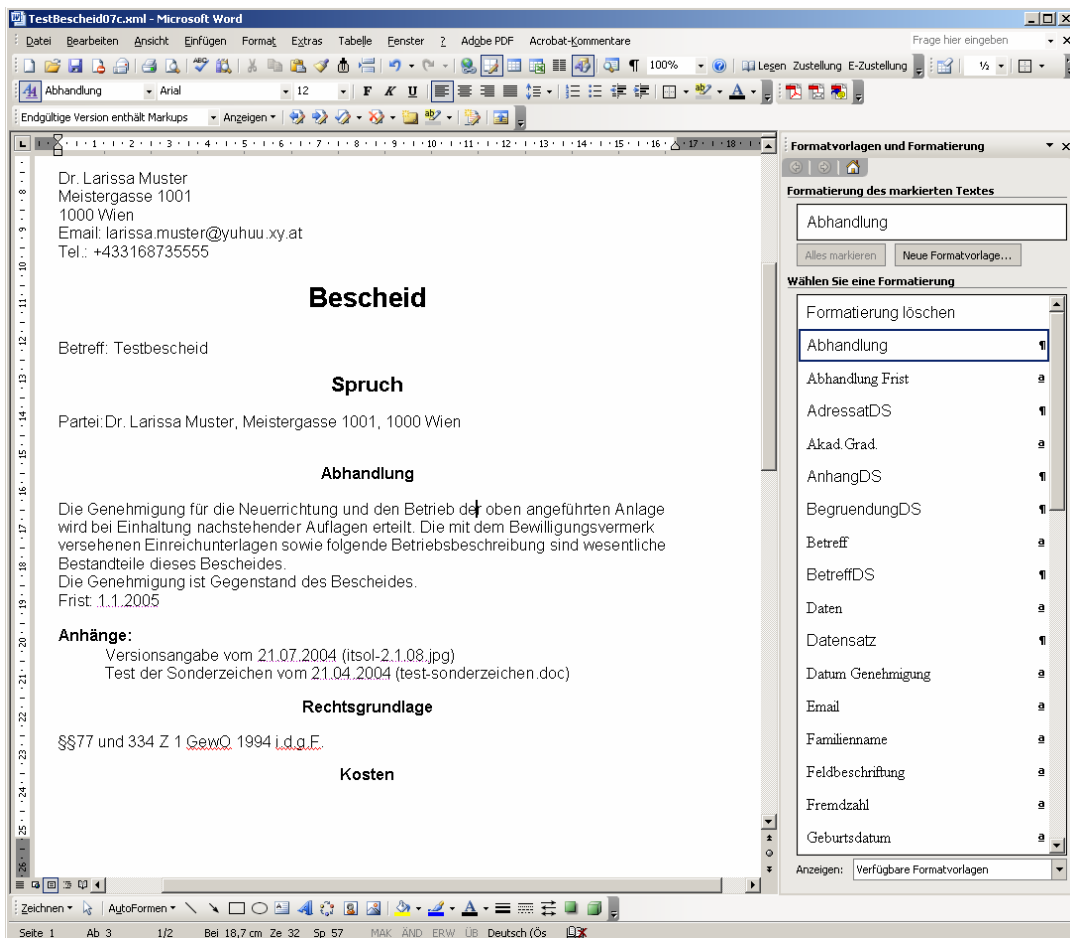 TestBescheid07c.xml - Microsoft Word
Datei Bearbeiten Ansicht Einfügen Format Extras Tabelle Fenster ? Adobe PDF Acrobat-Kommentare Frage hier eingeben
100% Lesen Zustellung E-Zustellung ½
Abhandlung Arial 12 F K U
Endgültige Version enthält Markups Anzeigen
Formatvorlagen und Formatierung
Formatierung des markierten Textes
Abhandlung
Alles markieren Neue Formatvorlage...
Wählen Sie eine Formatierung
Formatierung löschen
Abhandlung ¶
Abhandlung Frist a
AdressatDS ¶
Akad.Grad. a
AnhangDS ¶
BegruendungDS ¶
Betreff a
BetreffDS ¶
Daten a
Datensatz ¶
Datum Genehmigung a
Email a
Familienname a
Feldbeschriftung a
Fremdzahl a
Geburtsdatum a
Anzeigen: Verfügbare Formatvorlagen
Dr. Larissa Muster
Meistergasse 1001
1000 Wien
Email: larissa.muster@yuhuu.xy.at
Tel.: +433168735555
Bescheid
Betreff: Testbescheid
Spruch
Partei:Dr. Larissa Muster, Meistergasse 1001, 1000 Wien
Abhandlung
Die Genehmigung für die Neuerrichtung und den Betrieb der oben angeführten Anlage
wird bei Einhaltung nachstehender Auflagen erteilt. Die mit dem Bewilligungsvermerk
versehenen Einreichunterlagen sowie folgende Betriebsbeschreibung sind wesentliche
Bestandteile dieses Bescheides.
Die Genehmigung ist Gegenstand des Bescheides.
Frist: 1.1.2005
Anhänge:
Versionsangabe vom 21.07.2004 (itsol-2.1.08.jpg)
Test der Sonderzeichen vom 21.04.2004 (test-sonderzeichen.doc)
Rechtsgrundlage
§§77 und 334 Z 1 GewO 1994 i.d.g.F.
Kosten
Zeichnen AutoFormen
Seite 1 Ab 3 1/2 Bei 18,7 cm Ze 32 Sp 57 MAK ÄND ERW ÜB Deutsch (Ös